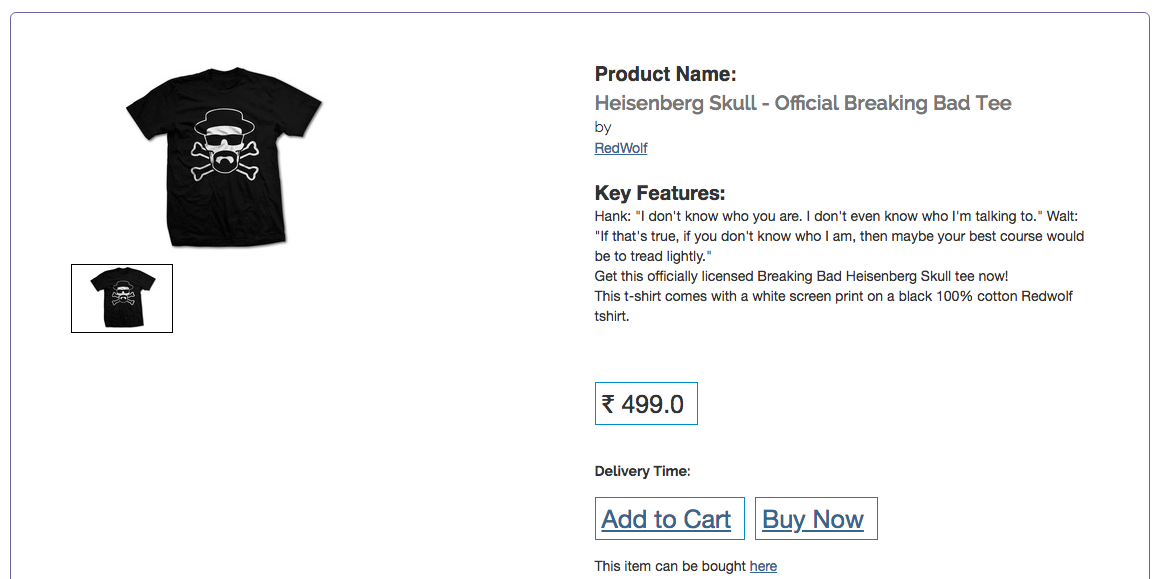 Product Name:
Heisenberg Skull - Official Breaking Bad Tee
by
RedWolf
Key Features:
Hank: "I don't know who you are. I don't even know who I'm talking to." Walt:
"If that's true, if you don't know who I am, then maybe your best course would
be to tread lightly."
Get this officially licensed Breaking Bad Heisenberg Skull tee now!
This t-shirt comes with a white screen print on a black 100% cotton Redwolf
tshirt.
₹ 499.0
Delivery Time:
Add to Cart Buy Now
This item can be bought here